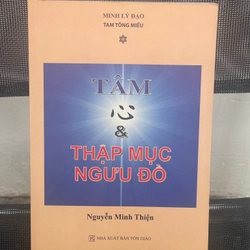 MINH LÝ ĐẠO
TAM TÔNG MIẾU
TÂM
心
&
THẬP MỤC
NGƯU ĐỒ
Nguyễn Minh Thiện
NHÀ XUẤT BẢN TÔN GIÁO